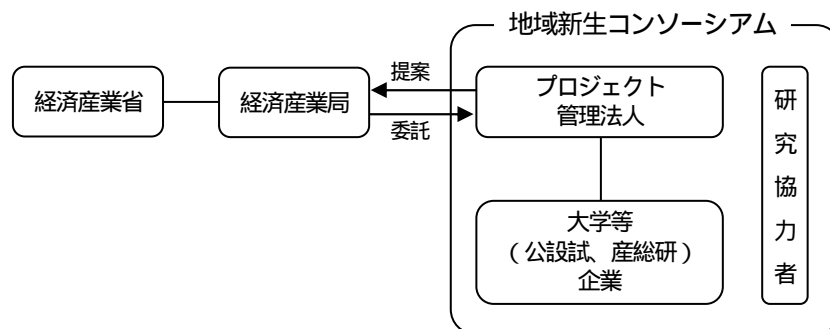 地域新生コンソーシアム
経済産業省
経済産業局
提案
委託
プロジェクト
管理法人
大学等
（公設試、産総研）
企業
研究協力者